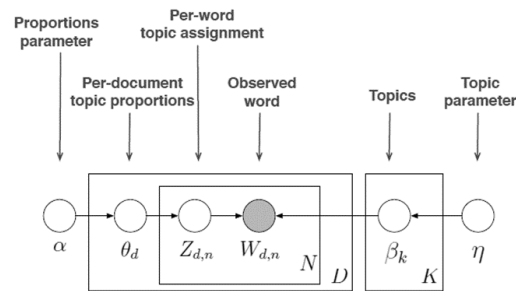 Proportions
parameter
Per-word
topic assignment
Per-document
topic proportions
Observed
word
Topics
Topic
parameter
α
θd
Zd,n
Wd,n
N
D
βk
K
η